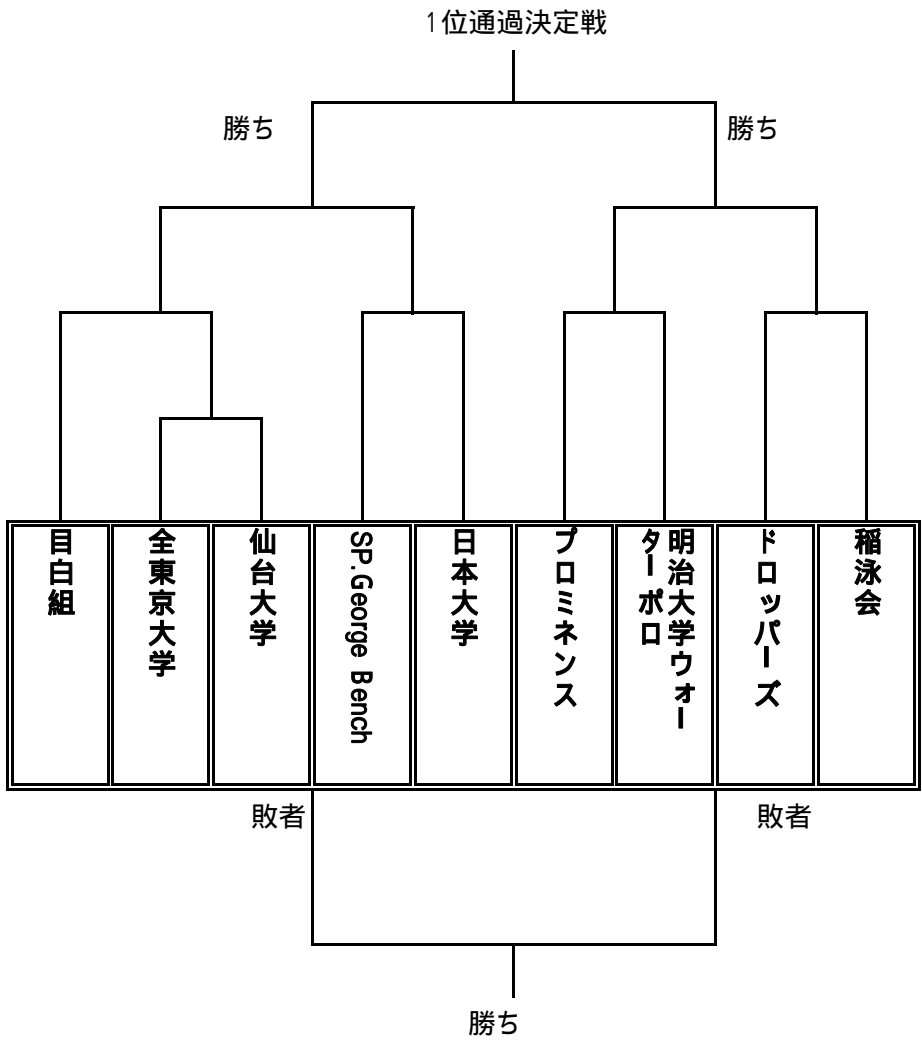 1位通過決定戦
勝ち
勝ち
目白組
全東京大学
仙台大学
SP.George Bench
日本大学
プロミネンス
明治大学ウォー
ターポロ
ドロッパーズ
稲泳会
敗者
敗者
勝ち